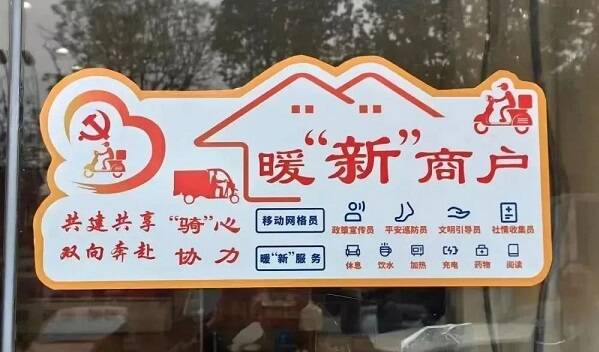 暖“新”商户
共建共享 “骑”心
双向奔赴 协力
移动网格员 政策宣传员 平安巡防员 文明引导员 社情收集员
暖“新”服务 休息 饮水 加热 充电 药物 阅读